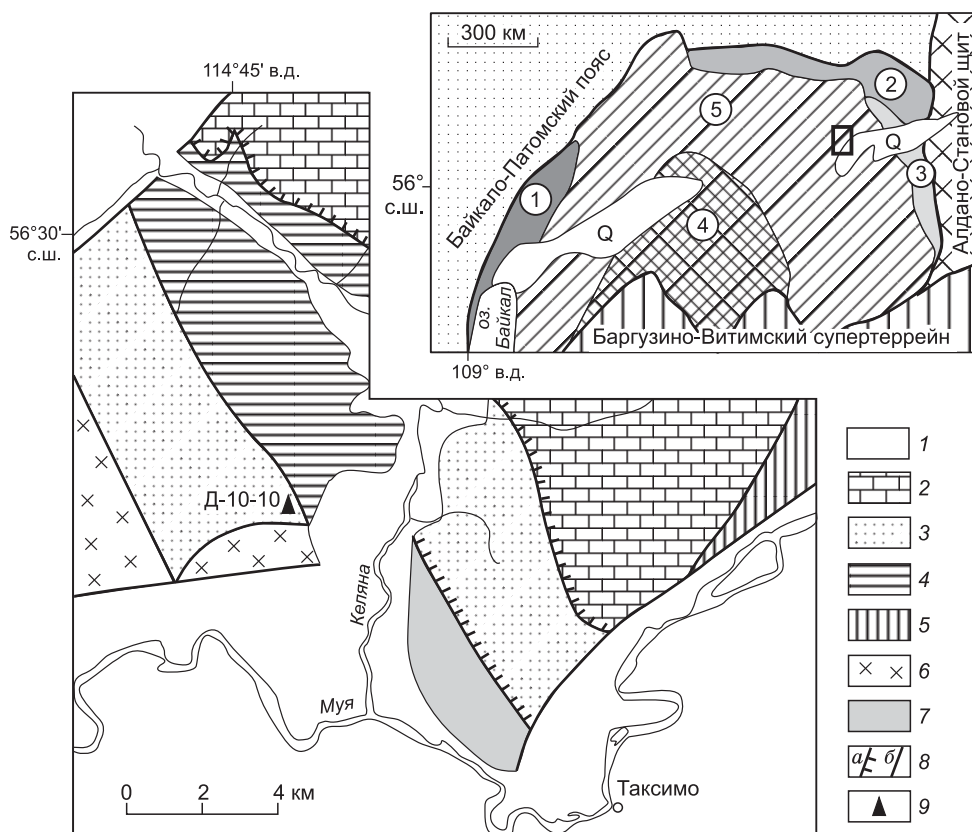 114°45' в.д.
56°30'
с.ш.
Д-10-10
Келяна
Муя
Таксимо
0 2 4 км
300 км
Байкало-Патомский пояс
Алдано-Становой щит
56°
с.ш.
1
2
3
4
5
Q
Q
оз.
Байкал
Баргузино-Витимский супертеррейн
109° в.д.
1
2
3
4
5
6
7
а б 8
9